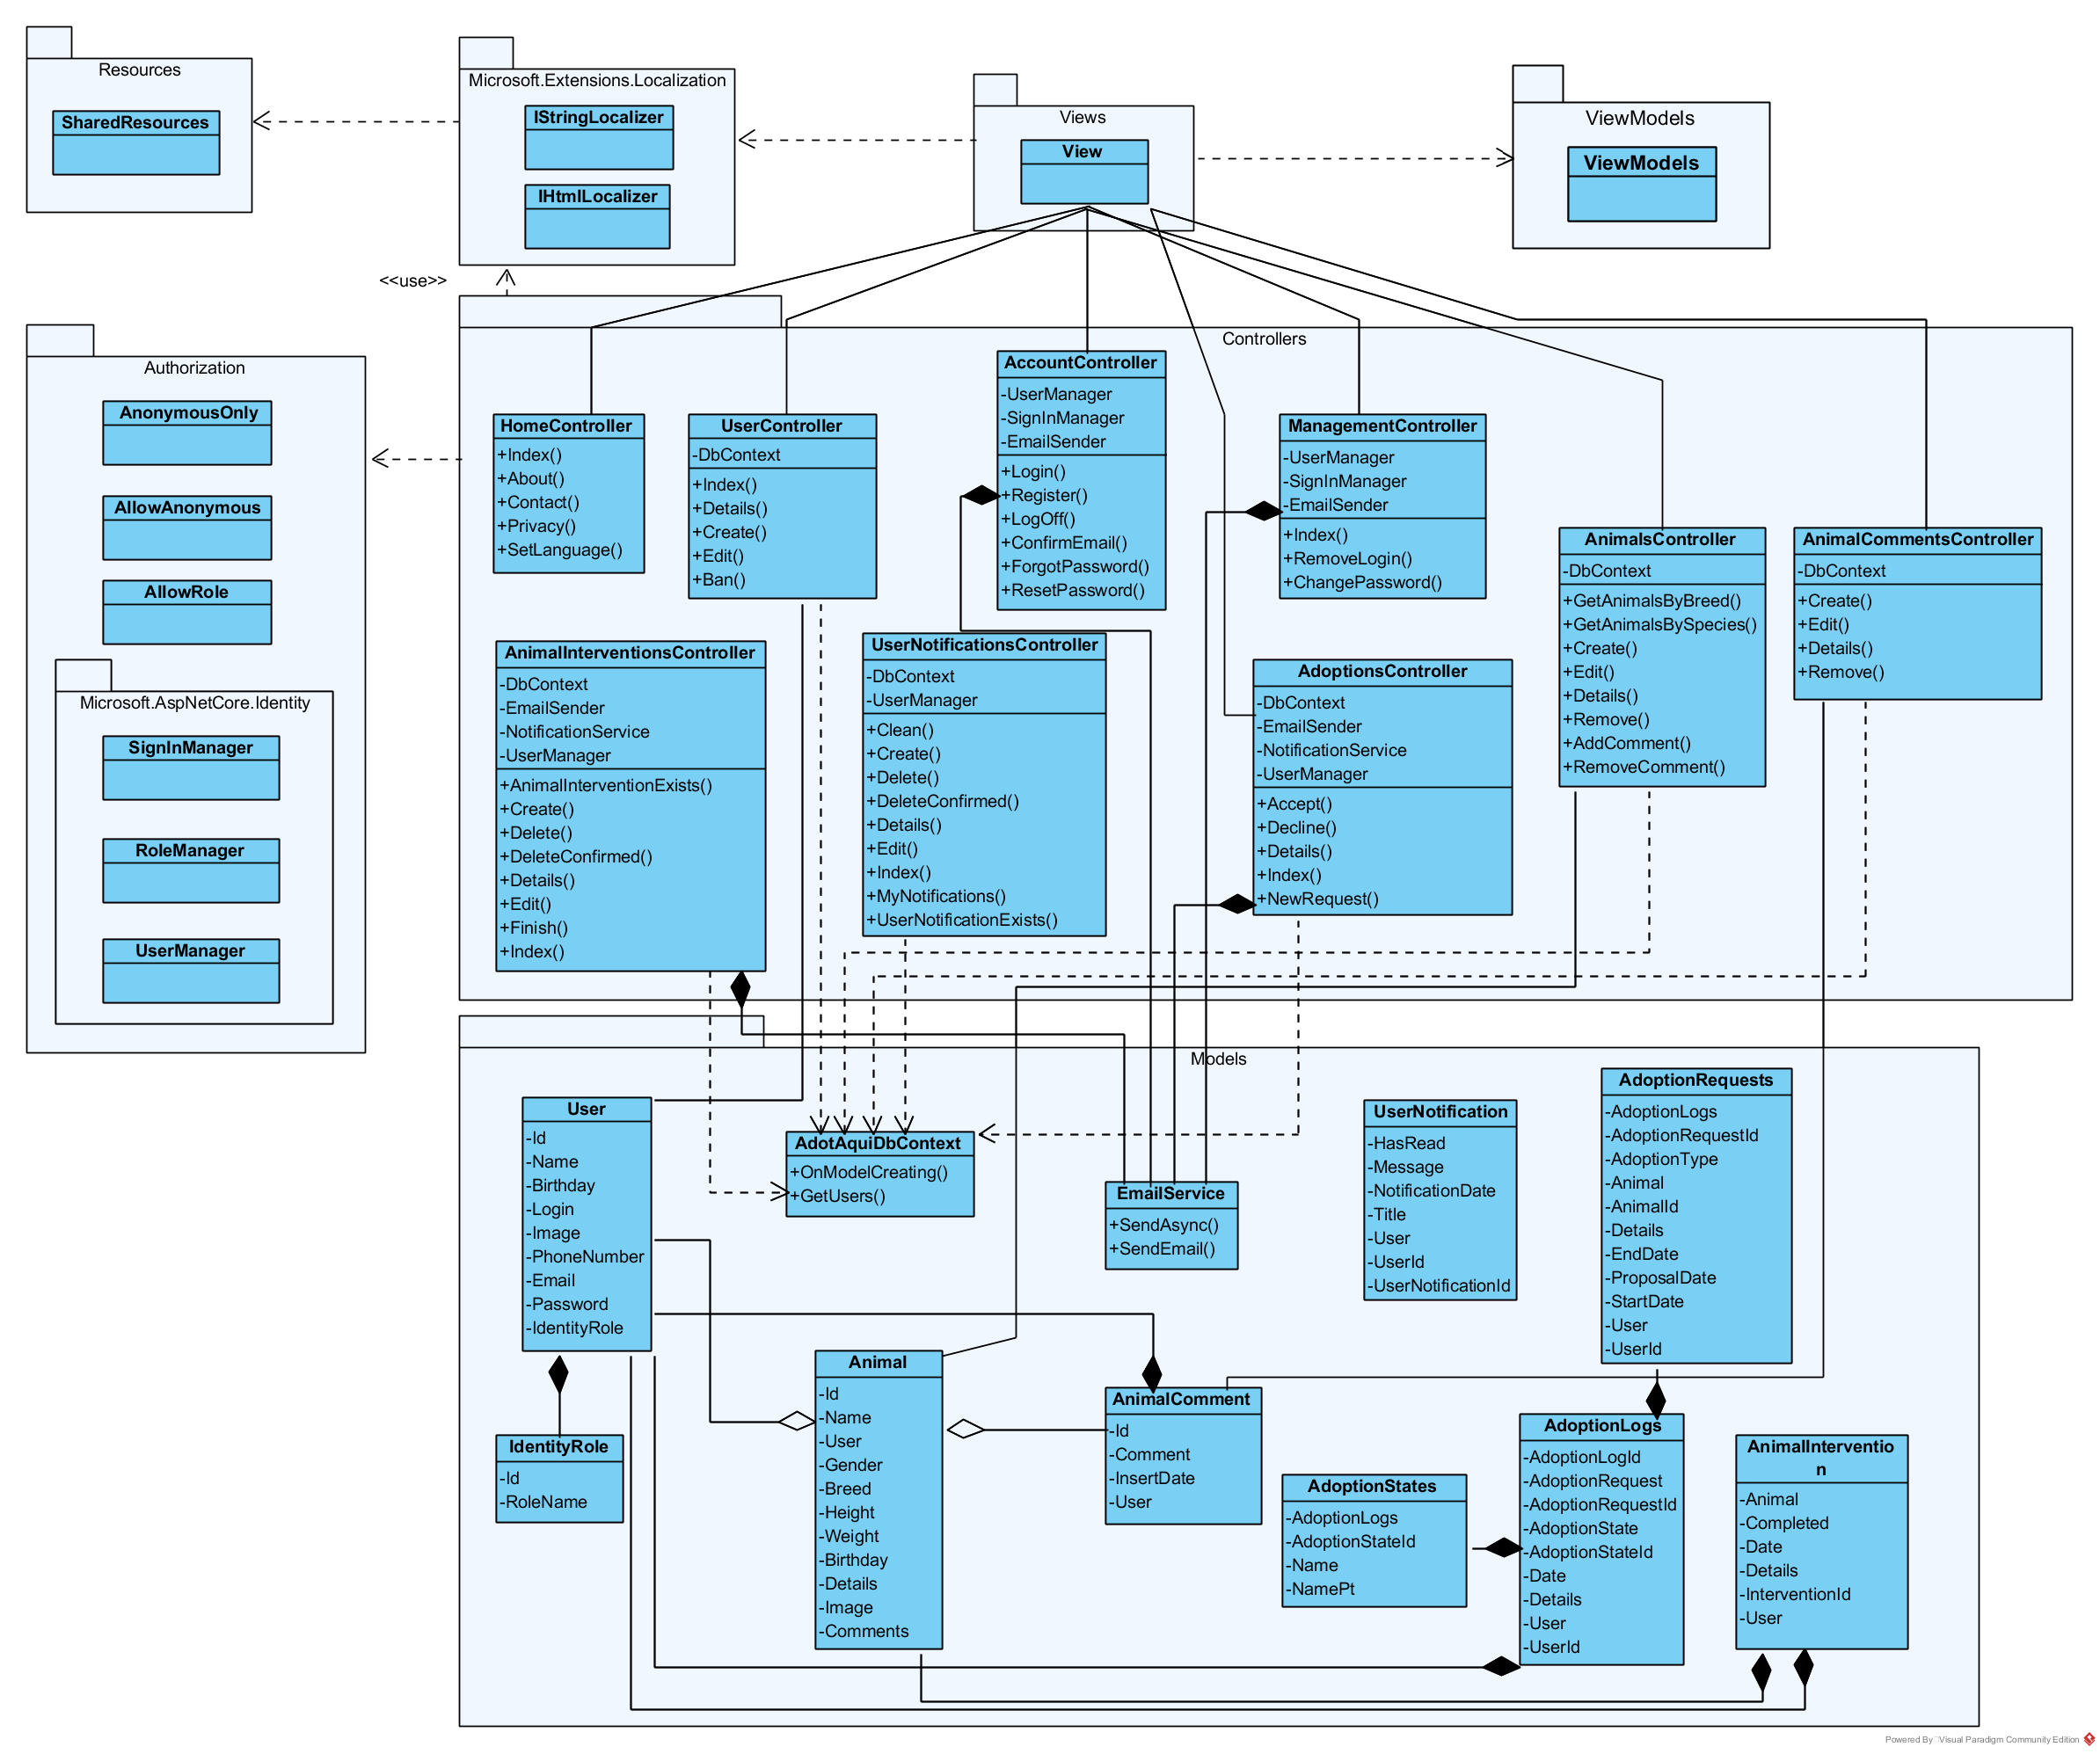 Resources
SharedResources
Microsoft.Extensions.Localization
IStringLocalizer
IHtmlLocalizer
Views
View
ViewModels
ViewModels
<<use>>
Authorization
AnonymousOnly
AllowAnonymous
AllowRole
Microsoft.AspNetCore.Identity
SignInManager
RoleManager
UserManager
Controllers
HomeController
+Index()
+About()
+Contact()
+Privacy()
+SetLanguage()
UserController
-DbContext
+Index()
+Details()
+Create()
+Edit()
+Ban()
AccountController
-UserManager
-SignInManager
-EmailSender
+Login()
+Register()
+LogOff()
+ConfirmEmail()
+ForgotPassword()
+ResetPassword()
ManagementController
-UserManager
-SignInManager
-EmailSender
+Index()
+RemoveLogin()
+ChangePassword()
AnimalsController
-DbContext
+GetAnimalsByBreed()
+GetAnimalsBySpecies()
+Create()
+Edit()
+Details()
+Remove()
+AddComment()
+RemoveComment()
AnimalCommentsController
-DbContext
+Create()
+Edit()
+Details()
+Remove()
AnimalInterventionsController
-DbContext
-EmailSender
-NotificationService
-UserManager
+AnimalInterventionExists()
+Create()
+Delete()
+DeleteConfirmed()
+Details()
+Edit()
+Finish()
+Index()
UserNotificationsController
-DbContext
-UserManager
+Clean()
+Create()
+Delete()
+DeleteConfirmed()
+Details()
+Edit()
+Index()
+MyNotifications()
+UserNotificationExists()
AdoptionsController
-DbContext
-EmailSender
-NotificationService
-UserManager
+Accept()
+Decline()
+Details()
+Index()
+NewRequest()
Models
User
-Id
-Name
-Birthday
-Login
-Image
-PhoneNumber
-Email
-Password
-IdentityRole
AdotAquiDbContext
+OnModelCreating()
+GetUsers()
EmailService
+SendAsync()
+SendEmail()
UserNotification
-HasRead
-Message
-NotificationDate
-Title
-User
-UserId
-UserNotificationId
AdoptionRequests
-AdoptionLogs
-AdoptionRequestId
-AdoptionType
-Animal
-AnimalId
-Details
-EndDate
-ProposalDate
-StartDate
-User
-UserId
IdentityRole
-Id
-RoleName
Animal
-Id
-Name
-User
-Gender
-Breed
-Height
-Weight
-Birthday
-Details
-Image
-Comments
AnimalComment
-Id
-Comment
-InsertDate
-User
AdoptionStates
-AdoptionLogs
-AdoptionStateId
-Name
-NamePt
AdoptionLogs
-AdoptionLogId
-AdoptionRequest
-AdoptionRequestId
-AdoptionState
-AdoptionStateId
-Date
-Details
-User
-UserId
AnimalInterventio
n
-Animal
-Completed
-Date
-Details
-InterventionId
-User
Powered By Visual Paradigm Community Edition